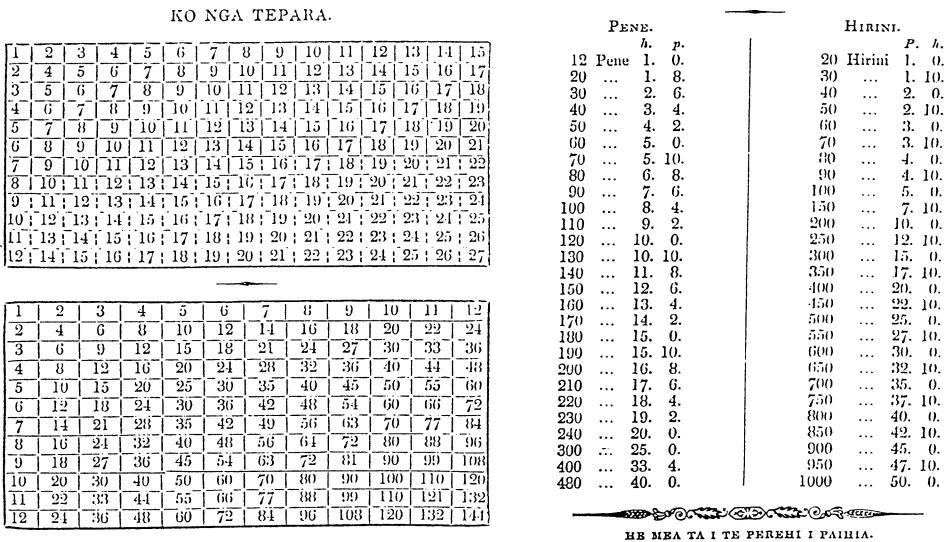 KO NGA TEPARA.
1 2 3 4 5 6 7 8 9 10 11 12 13 14 15
2 4 5 6 7 8 9 10 11 12 13 14 15 16 17
3 5 6 7 8 9 10 11 12 13 14 15 16 17 18
4 6 7 8 9 10 11 12 13 14 15 16 17 18 19
5 7 8 9 10 11 12 13 14 15 16 17 18 19 20
6 8 9 10 11 12 13 14 15 16 17 18 19 20 21
7 9 10 11 12 13 14 15 16 17 18 19 20 21 22
8 10 11 12 13 14 15 16 17 18 19 20 21 22 23
9 11 12 13 14 15 16 17 18 19 20 21 22 23 24
10 12 13 14 15 16 17 18 19 20 21 22 23 24 25
11 13 14 15 16 17 18 19 20 21 22 23 24 25 26
12 14 15 16 17 18 19 20 21 22 23 24 25 26 27
1 2 3 4 5 6 7 8 9 10 11 12
2 4 6 8 10 12 14 16 18 20 22 24
3 6 9 12 15 18 21 24 27 30 33 36
4 8 12 16 20 24 28 32 36 40 44 48
5 10 15 20 25 30 35 40 45 50 55 60
6 12 18 24 30 36 42 48 54 60 66 72
7 14 21 28 35 42 49 56 63 70 77 84
8 16 24 32 40 48 56 64 72 80 88 96
9 18 27 36 45 54 63 72 81 90 99 108
10 20 30 40 50 60 70 80 90 100 110 120
11 22 33 44 55 66 77 88 99 110 121 132
12 24 36 48 60 72 84 96 108 120 132 144
PENE.
h. p.
12 Pene 1. 0.
20 ... 1. 8.
30 ... 2. 6.
40 ... 3. 4.
50 ... 4. 2.
60 ... 5. 0.
70 ... 5. 10.
80 ... 6. 8.
90 ... 7. 6.
100 ... 8. 4.
110 ... 9. 2.
120 ... 10. 0.
130 ... 10. 10.
140 ... 11. 8.
150 ... 12. 6.
160 ... 13. 4.
170 ... 14. 2.
180 ... 15. 0.
190 ... 15. 10.
200 ... 16. 8.
210 ... 17. 6.
220 ... 18. 4.
230 ... 19. 2.
240 ... 20. 0.
300 ... 25. 0.
400 ... 33. 4.
480 ... 40. 0.
HIRINI.
P. h.
20 Hirini 1. 0.
30 ... 1. 10.
40 ... 2. 0.
50 ... 2. 10.
60 ... 3. 0.
70 ... 3. 10.
80 ... 4. 0.
90 ... 4. 10.
100 ... 5. 0.
150 ... 7. 10.
200 ... 10. 0.
250 ... 12. 10.
300 ... 15. 0.
350 ... 17. 10.
400 ... 20. 0.
450 ... 22. 10.
500 ... 25. 0.
550 ... 27. 10.
600 ... 30. 0.
650 ... 32. 10.
700 ... 35. 0.
750 ... 37. 10.
800 ... 40. 0.
850 ... 42. 10.
900 ... 45. 0.
950 ... 47. 10.
1000 ... 50. 0.
HE MEA TA I TE PEREHI I PAIHIA.